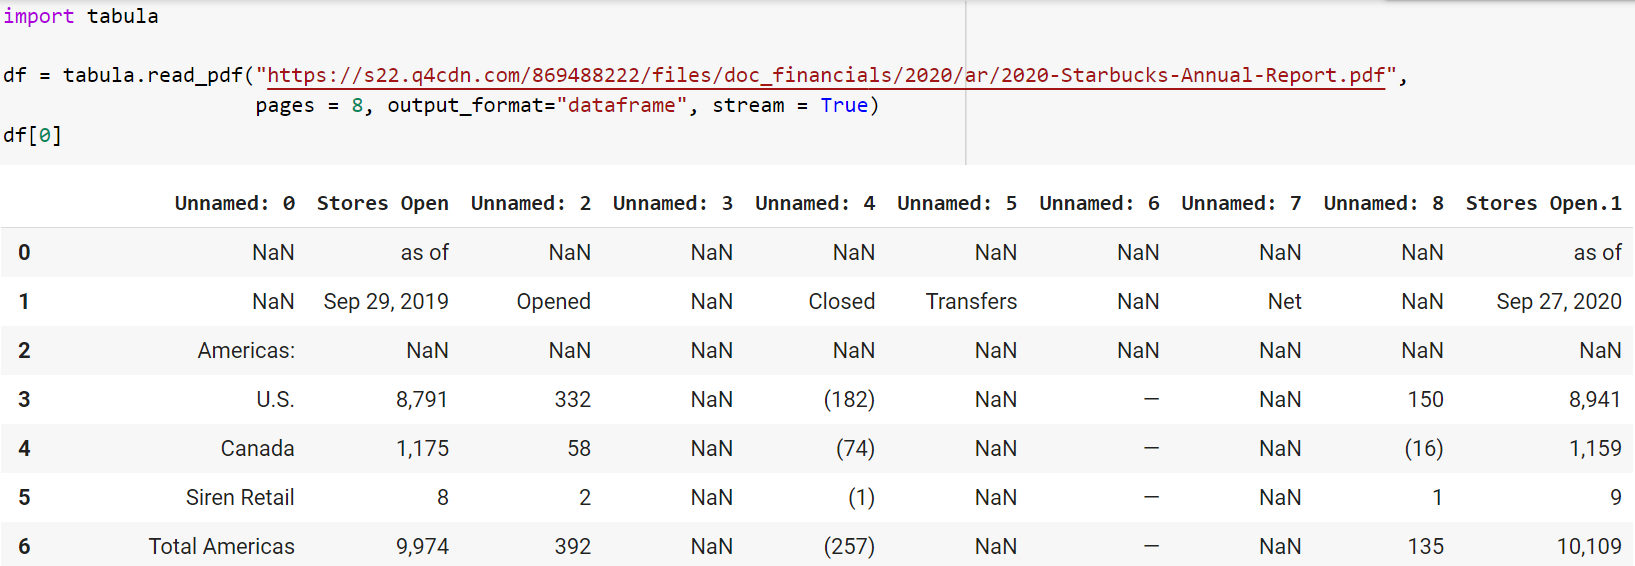 import tabula
df = tabula.read_pdf("https://s22.q4cdn.com/869488222/files/doc_financials/2020/ar/2020-Starbucks-Annual-Report.pdf",
pages = 8, output_format="dataframe", stream = True)
df[0]
Unnamed: 0 Stores Open Unnamed: 2 Unnamed: 3 Unnamed: 4 Unnamed: 5 Unnamed: 6 Unnamed: 7 Unnamed: 8 Stores Open.1
0 NaN as of NaN NaN NaN NaN NaN NaN NaN as of
1 NaN Sep 29, 2019 Opened NaN Closed Transfers NaN Net NaN Sep 27, 2020
2 Americas: NaN NaN NaN NaN NaN NaN NaN NaN NaN
3 U.S. 8,791 332 NaN (182) NaN — NaN 150 8,941
4 Canada 1,175 58 NaN (74) NaN — NaN (16) 1,159
5 Siren Retail 8 2 NaN (1) NaN — NaN 1 9
6 Total Americas 9,974 392 NaN (257) NaN — NaN 135 10,109